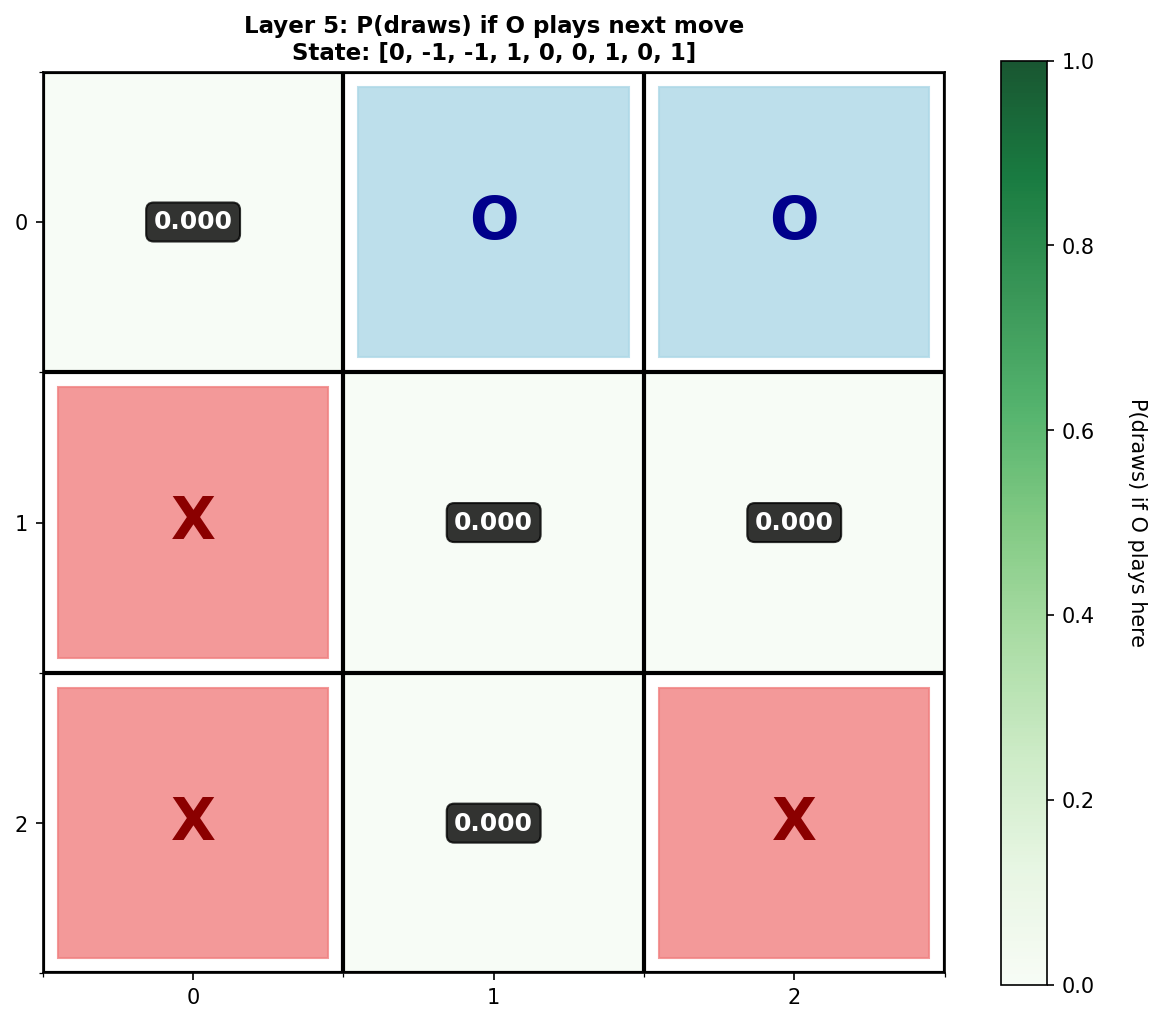 Layer 5: P(draws) if O plays next move
State: [0, -1, -1, 1, 0, 0, 1, 0, 1]
0.000
O
O
X
0.000
0.000
X
0.000
X
0
1
2
0
1
2
1.0
0.8
0.6
0.4
0.2
0.0
P(draws) if O plays here